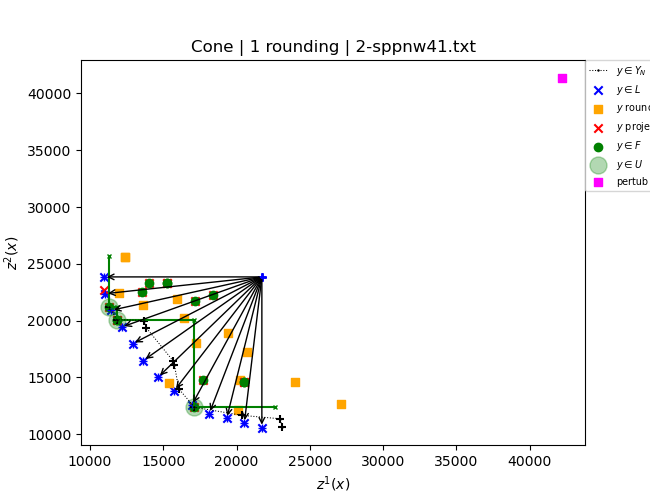 Cone | 1 rounding | 2-sppnw41.txt
z²(x)
40000
35000
30000
25000
20000
15000
10000
10000 15000 20000 25000 30000 35000 40000
z¹(x)
y ∈ Y_N
y ∈ L
y roun
y proje
y ∈ F
y ∈ U
pertub